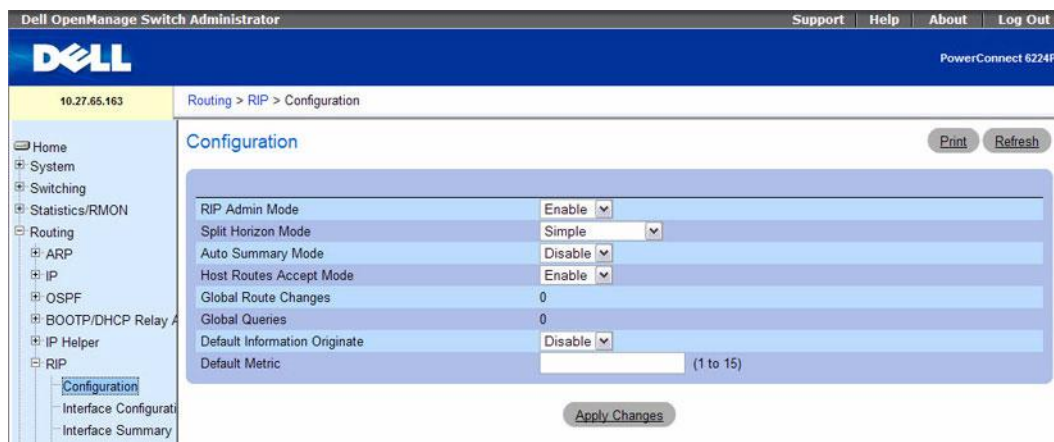 Dell OpenManage Switch Administrator
Support Help About Log Out
DELL
PowerConnect 6224P
10.27.65.163
Routing > RIP > Configuration
Home
System
Switching
Statistics/RMON
Routing
ARP
IP
OSPF
BOOTP/DHCP Relay A
IP Helper
RIP
Configuration
Interface Configurati
Interface Summary
Configuration
Print Refresh
RIP Admin Mode Enable
Split Horizon Mode Simple
Auto Summary Mode Disable
Host Routes Accept Mode Enable
Global Route Changes 0
Global Queries 0
Default Information Originate Disable
Default Metric (1 to 15)
Apply Changes